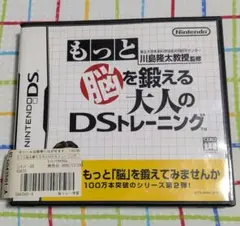 Nintendo
もっと
東北大学未来科学技術共同研究センター
川島隆太教授 監修
脳を鍛える
大人の
DSトレーニング
NINTENDO DS
もっと「脳」を鍛えてみませんか
100万本突破のシリーズ第2弾!